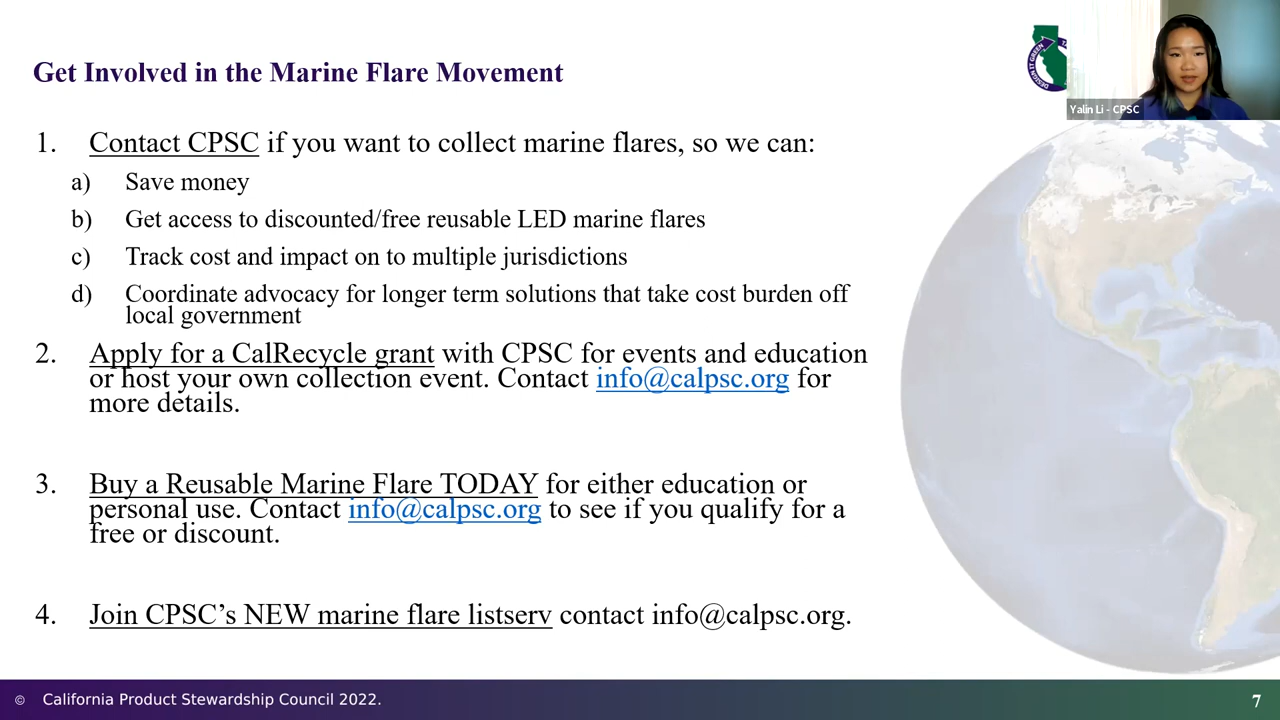 Get Involved in the Marine Flare Movement
DESIGN IT GREEN
Yalin Li - CPSC
1. Contact CPSC if you want to collect marine flares, so we can:
a) Save money
b) Get access to discounted/free reusable LED marine flares
c) Track cost and impact on to multiple jurisdictions
d) Coordinate advocacy for longer term solutions that take cost burden off
local government
2. Apply for a CalRecycle grant with CPSC for events and education
or host your own collection event. Contact info@calpsc.org for
more details.
3. Buy a Reusable Marine Flare TODAY for either education or
personal use. Contact info@calpsc.org to see if you qualify for a
free or discount.
4. Join CPSC’s NEW marine flare listserv contact info@calpsc.org.
© California Product Stewardship Council 2022.
7